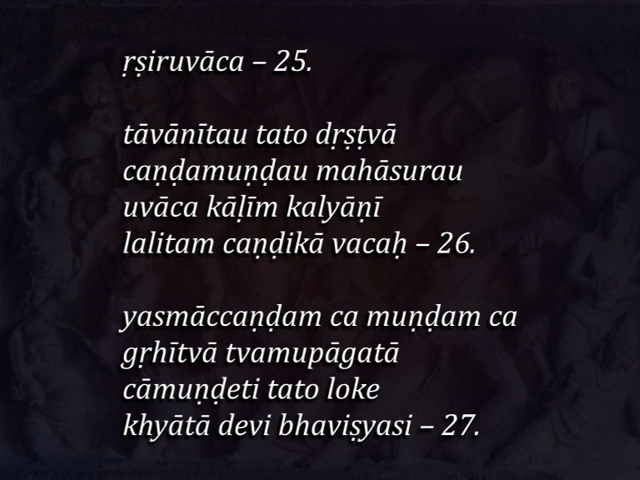 ṛṣiruvāca – 25.
tāvānītau tato dṛṣṭvā
caṇḍamuṇḍau mahāsurau
uvāca kāḷīm kalyāṇī
lalitam caṇḍikā vacaḥ – 26.
yasmāccaṇḍam ca muṇḍam ca
gṛhītvā tvamupāgatā
cāmuṇḍeti tato loke
khyātā devi bhaviṣyasi – 27.